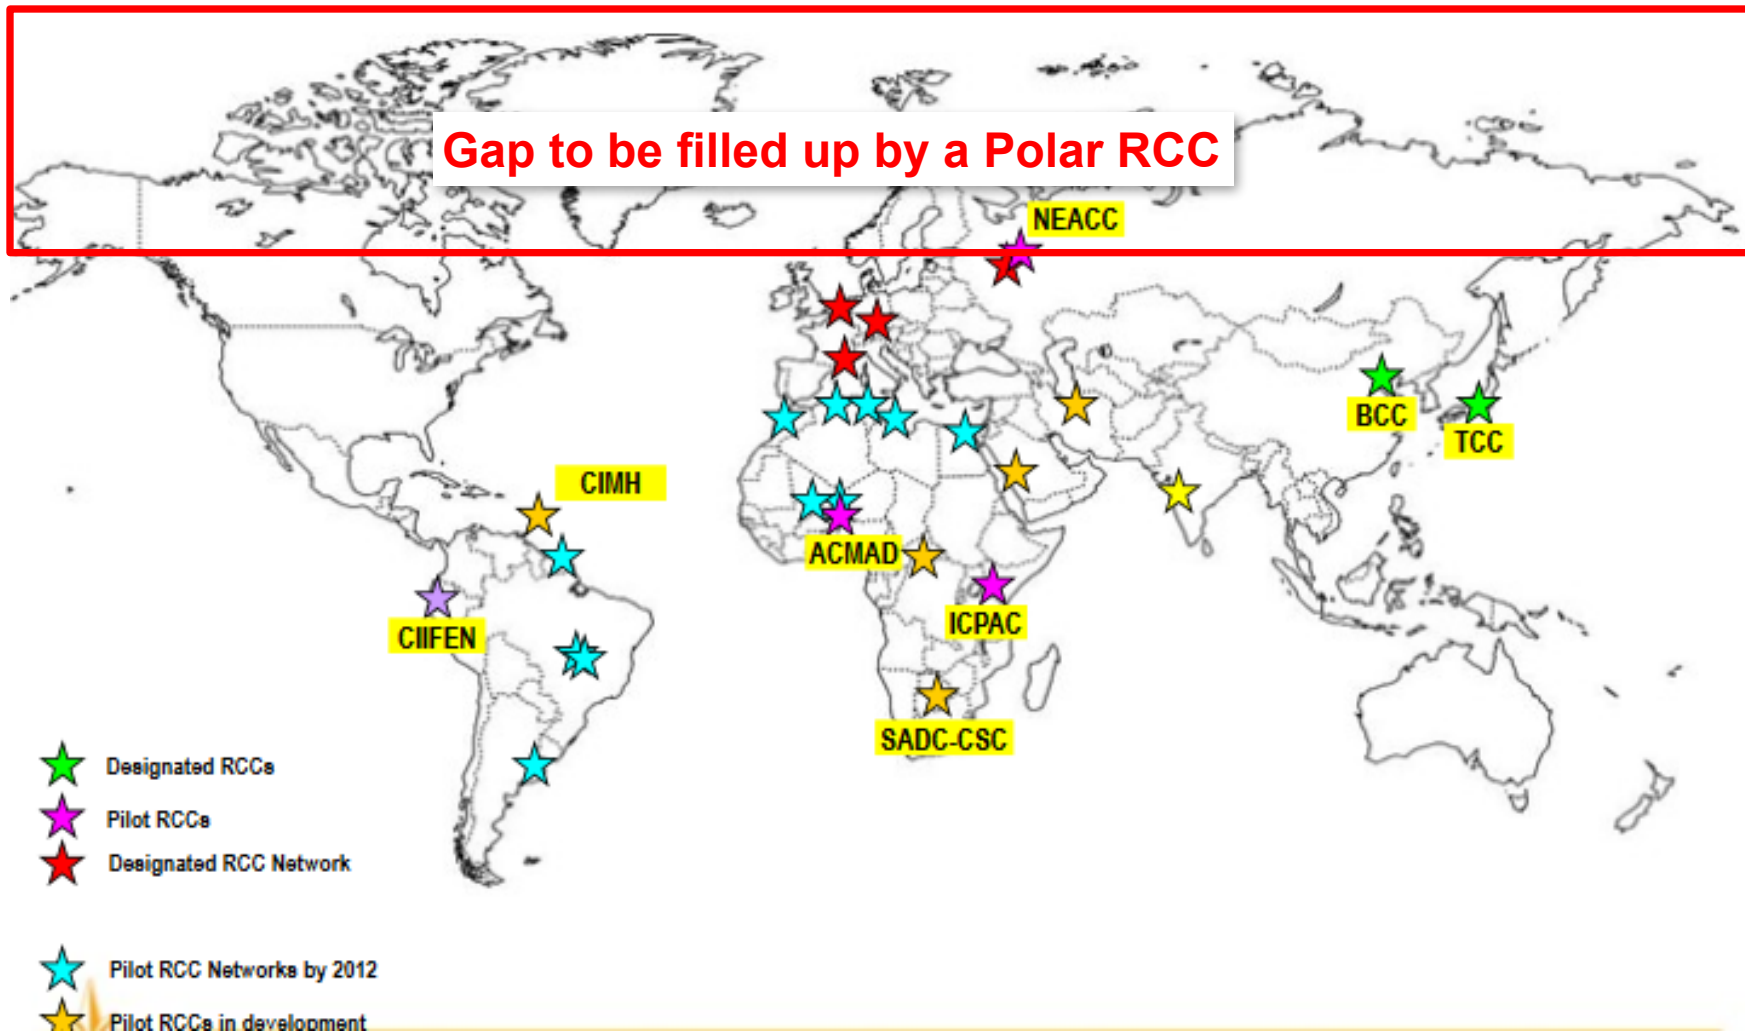 Gap to be filled up by a Polar RCC
NEACC
BCC
TCC
CIMH
ACMAD
ICPAC
CIIFEN
SADC-CSC
Designated RCCs
Pilot RCCs
Designated RCC Network
Pilot RCC Networks by 2012
Pilot RCCs in development